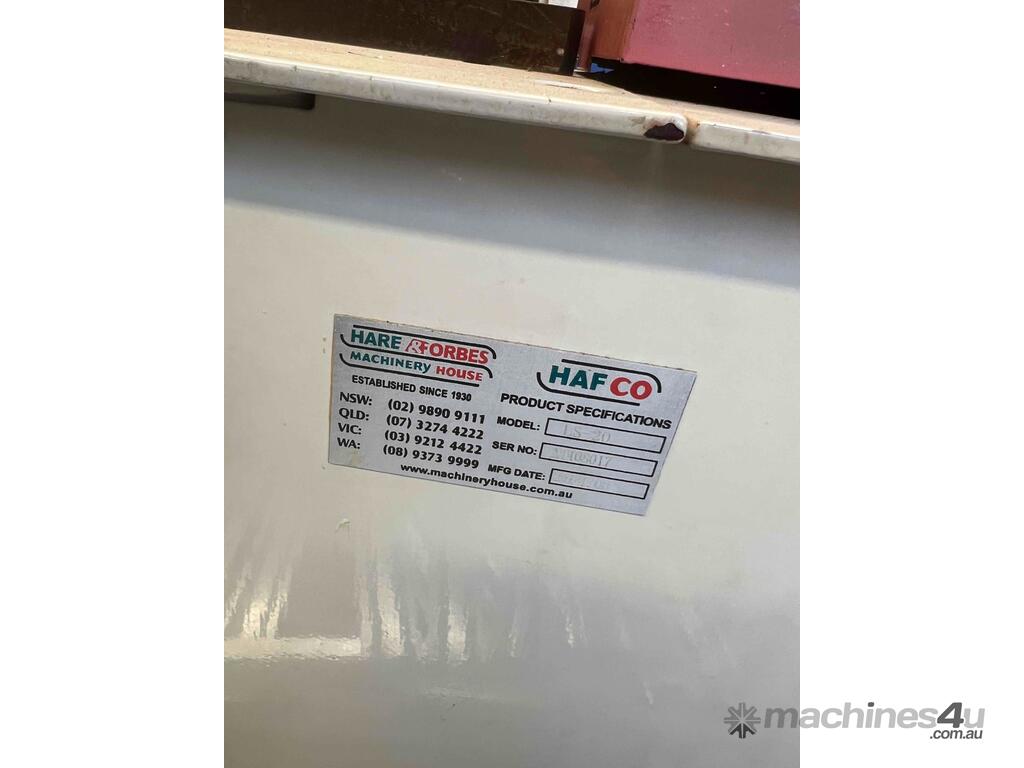 HARE & FORBES
MACHINERY HOUSE
ESTABLISHED SINCE 1930
NSW: (02) 9890 9111
QLD: (07) 3274 4222
VIC: (03) 9212 4422
WA: (08) 9373 9999
www.machineryhouse.com.au
HAFCO
PRODUCT SPECIFICATIONS
MODEL: LS-20
SER NO:
MFG DATE:
machines4u
.com.au